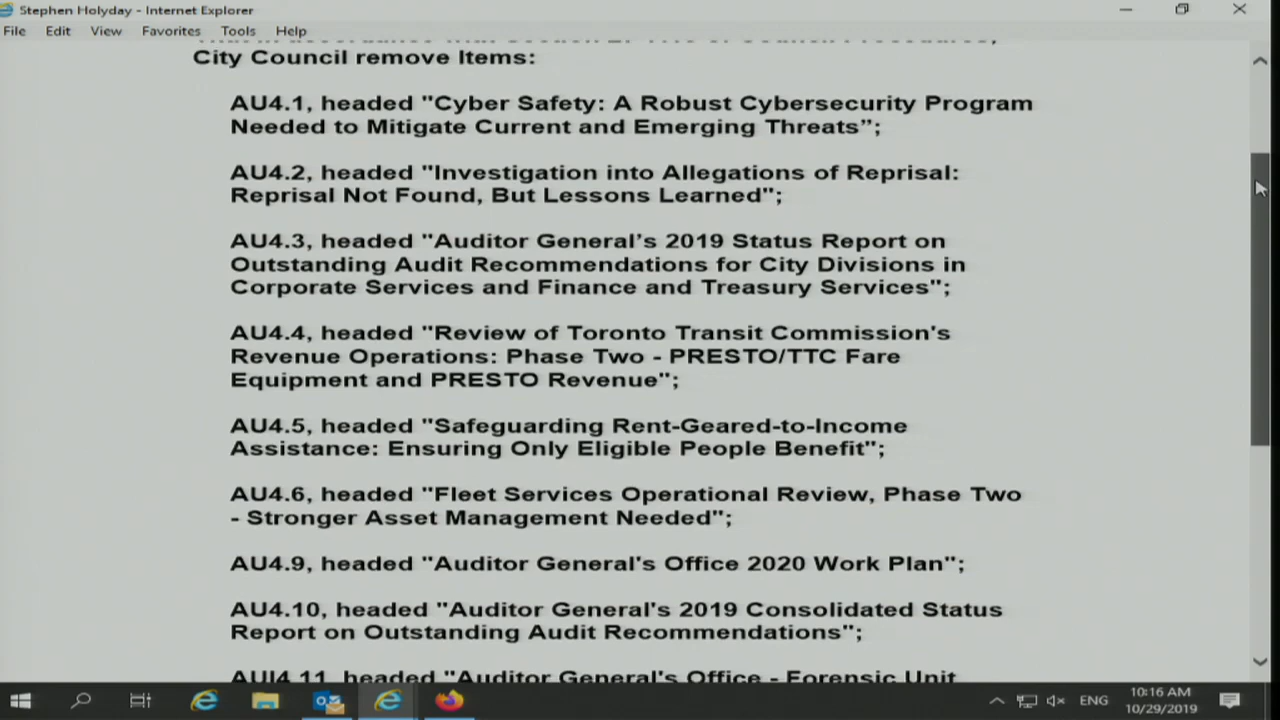 Stephen Holyday - Internet Explorer
File Edit View Favorites Tools Help
City Council remove Items:
AU4.1, headed "Cyber Safety: A Robust Cybersecurity Program
Needed to Mitigate Current and Emerging Threats”;
AU4.2, headed "Investigation into Allegations of Reprisal:
Reprisal Not Found, But Lessons Learned";
AU4.3, headed "Auditor General’s 2019 Status Report on
Outstanding Audit Recommendations for City Divisions in
Corporate Services and Finance and Treasury Services";
AU4.4, headed "Review of Toronto Transit Commission's
Revenue Operations: Phase Two - PRESTO/TTC Fare
Equipment and PRESTO Revenue";
AU4.5, headed "Safeguarding Rent-Geared-to-Income
Assistance: Ensuring Only Eligible People Benefit";
AU4.6, headed "Fleet Services Operational Review, Phase Two
- Stronger Asset Management Needed";
AU4.9, headed "Auditor General's Office 2020 Work Plan";
AU4.10, headed "Auditor General's 2019 Consolidated Status
Report on Outstanding Audit Recommendations";
headed "Auditor General's Office - Forensic Unit
ENG
10:16 AM
10/29/2019